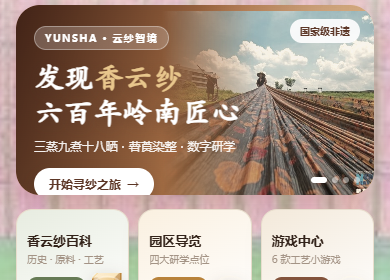 YUNSHA • 云纱智境
国家级非遗
发现香云纱
六百年岭南匠心
三蒸九煮十八晒 · 薯莨染整 · 数字研学
开始寻纱之旅 →
香云纱百科
历史 · 原料 · 工艺
园区导览
四大研学点位
游戏中心
6 款工艺小游戏